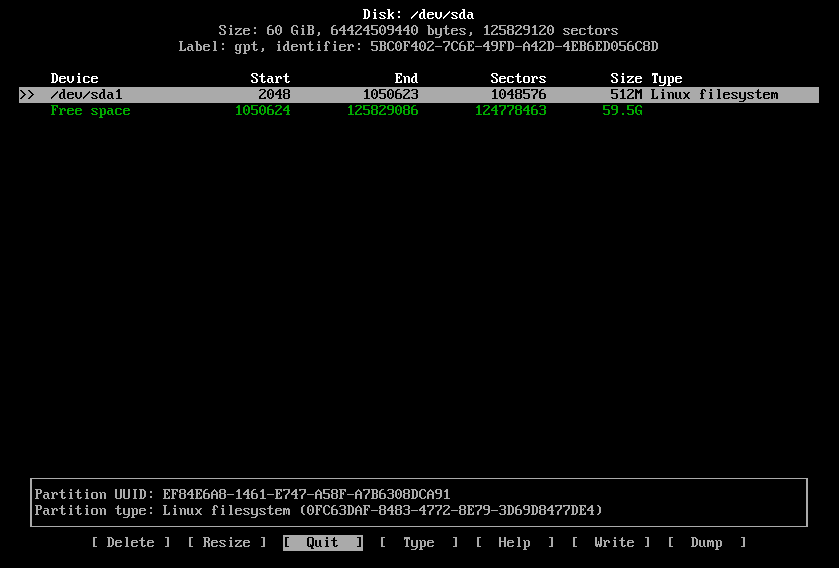 Disk: /dev/sda
Size: 60 GiB, 64424509440 bytes, 125829120 sectors
Label: gpt, identifier: 5BC0F402-7C6E-49FD-A42D-4EB6ED056C8D
Device Start End Sectors Size Type
>> /dev/sda1 2048 1050623 1048576 512M Linux filesystem
Free space 1050624 125829086 124778463 59.5G
Partition UUID: EF84E6A8-1461-E747-A58F-A7B6308DCA91
Partition type: Linux filesystem (0FC63DAF-8483-4772-8E79-3D69D8477DE4)
[ Delete ] [ Resize ] [ Quit ] [ Type ] [ Help ] [ Write ] [ Dump ]